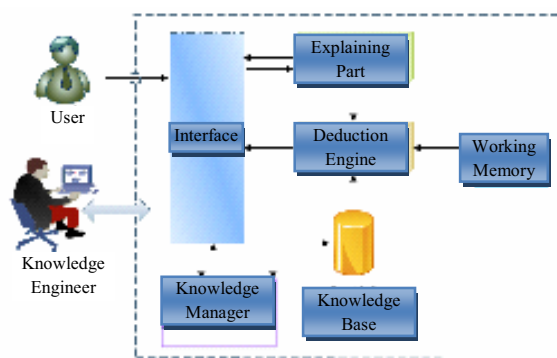 Explaining
Part
User
Interface
Deduction
Engine
Working
Memory
Knowledge
Engineer
Knowledge
Manager
Knowledge
Base